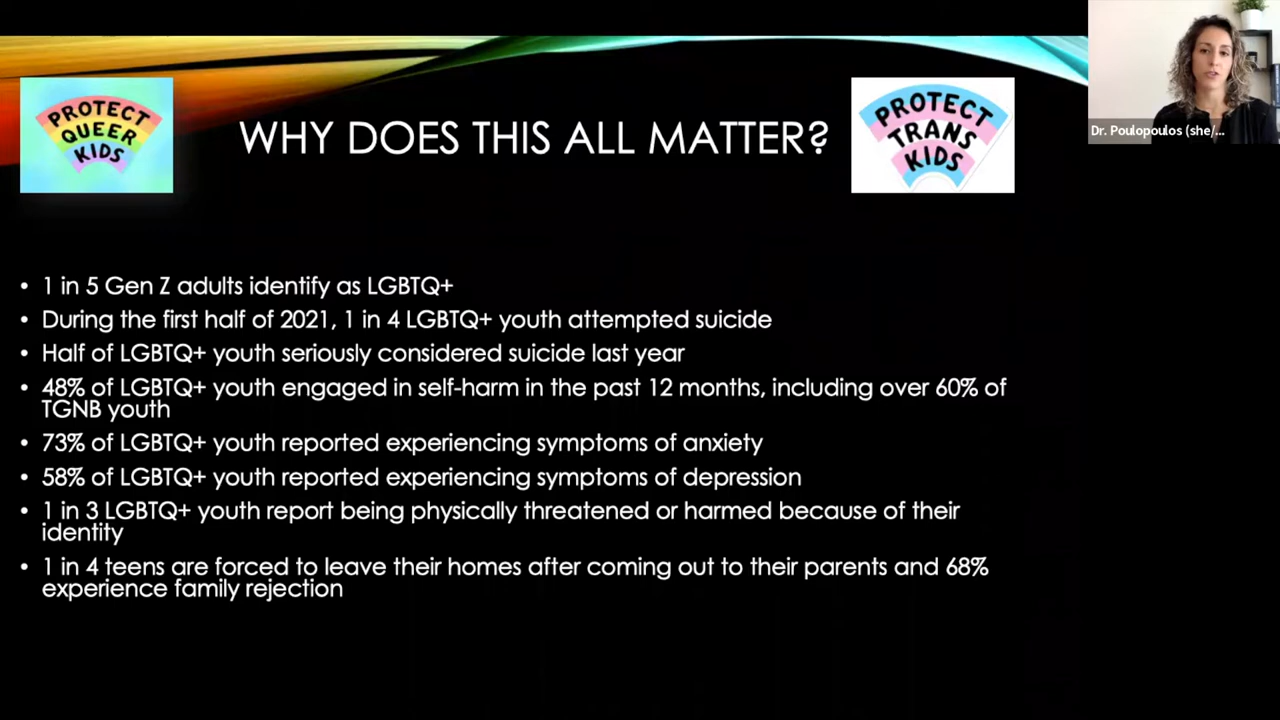 PROTECT
QUEER
KIDS
WHY DOES THIS ALL MATTER?
PROTECT
TRANS
KIDS
Dr. Poulopoulos (she/...
• 1 in 5 Gen Z adults identify as LGBTQ+
• During the first half of 2021, 1 in 4 LGBTQ+ youth attempted suicide
• Half of LGBTQ+ youth seriously considered suicide last year
• 48% of LGBTQ+ youth engaged in self-harm in the past 12 months, including over 60% of
TGNB youth
• 73% of LGBTQ+ youth reported experiencing symptoms of anxiety
• 58% of LGBTQ+ youth reported experiencing symptoms of depression
• 1 in 3 LGBTQ+ youth report being physically threatened or harmed because of their
identity
• 1 in 4 teens are forced to leave their homes after coming out to their parents and 68%
experience family rejection